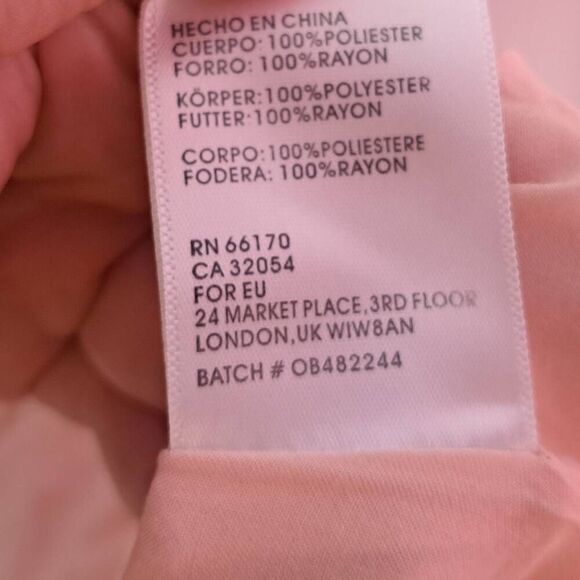 HECHO EN CHINA
CUERPO: 100%POLIESTER
FORRO: 100%RAYON
KÖRPER:100%POLYESTER
FUTTER:100%RAYON
CORPO:100%POLIESTERE
FODERA: 100%RAYON
RN 66170
CA 32054
FOR EU
24 MARKET PLACE,3RD FLOOR
LONDON,UK WIW8AN
BATCH # OB482244